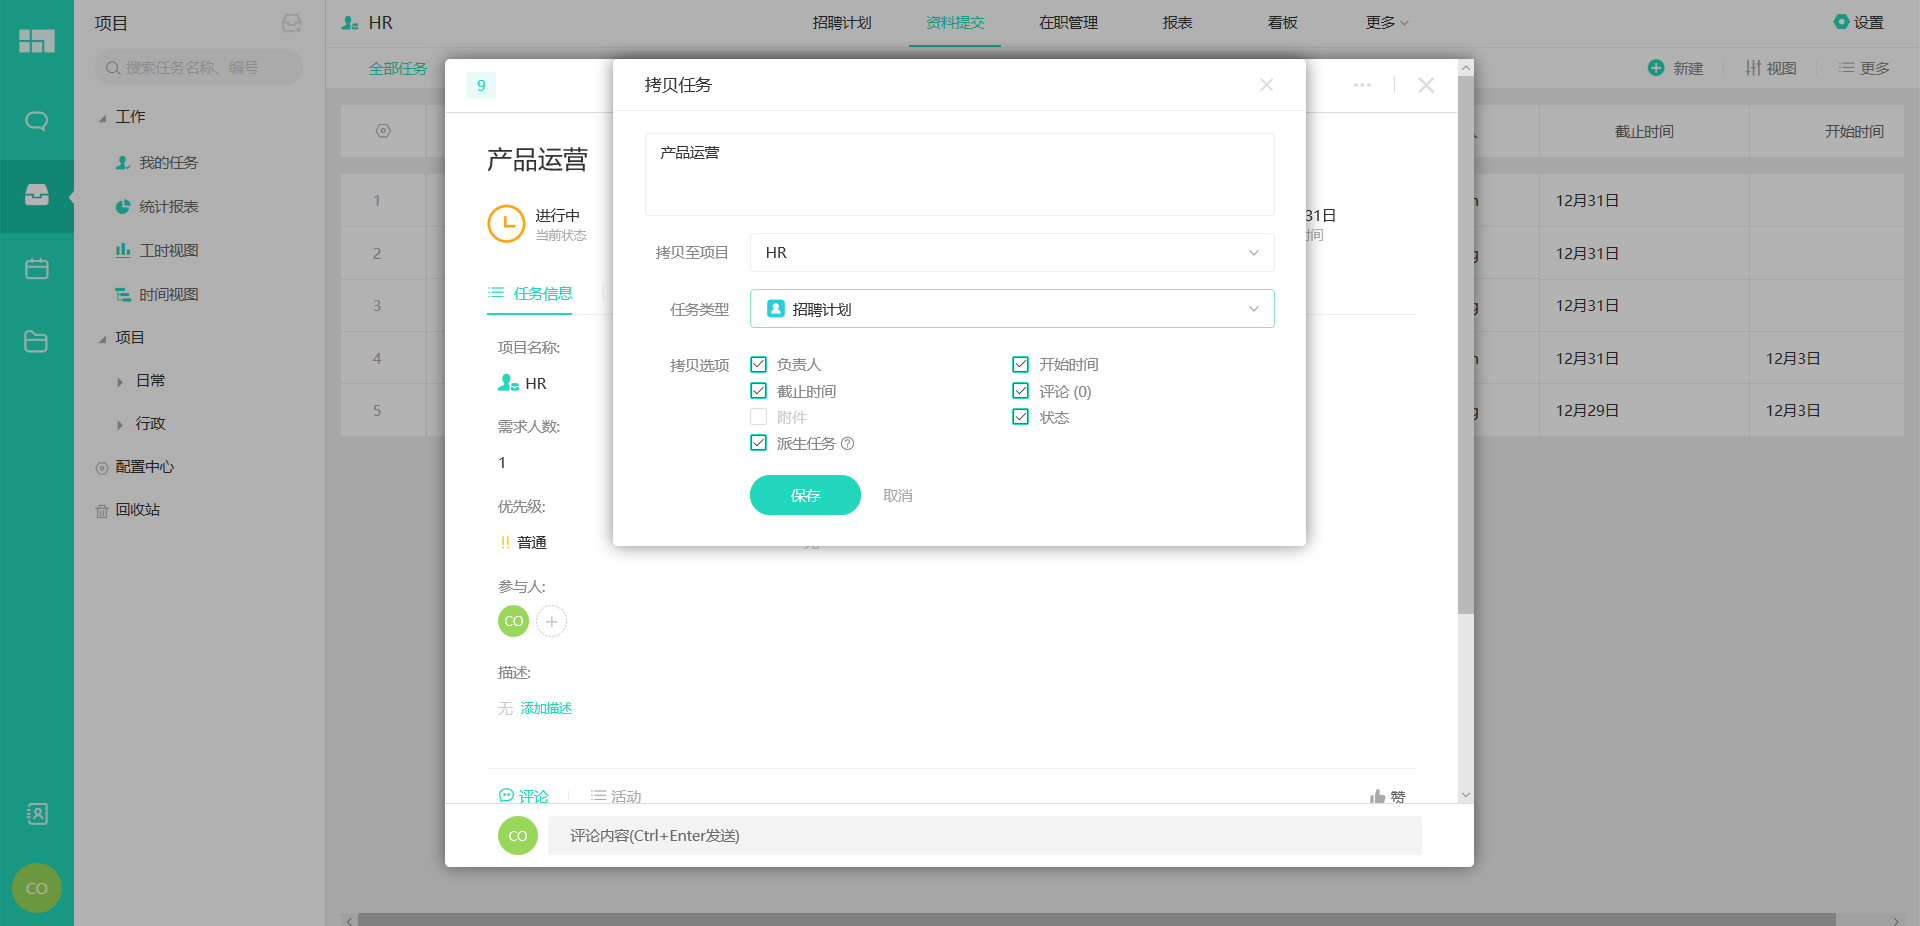 项目
搜索任务名称、编号
工作
我的任务
统计报表
工时视图
时间视图
项目
日常
行政
配置中心
回收站
CO
HR
招聘计划
资料提交
在职管理
报表
看板
更多
设置
全部任务
新建
视图
更多
截止时间
开始时间
1
12月31日
2
12月31日
3
12月31日
4
12月31日
12月3日
5
12月29日
12月3日
9
产品运营
进行中
当前状态
31日
时间
任务信息
项目名称:
HR
需求人数:
1
优先级:
!! 普通
参与人:
CO
描述:
无 添加描述
评论
活动
赞
CO
评论内容(Ctrl+Enter发送)
拷贝任务
产品运营
拷贝至项目
HR
任务类型
招聘计划
拷贝选项
负责人
开始时间
截止时间
评论 (0)
附件
状态
派生任务
保存
取消